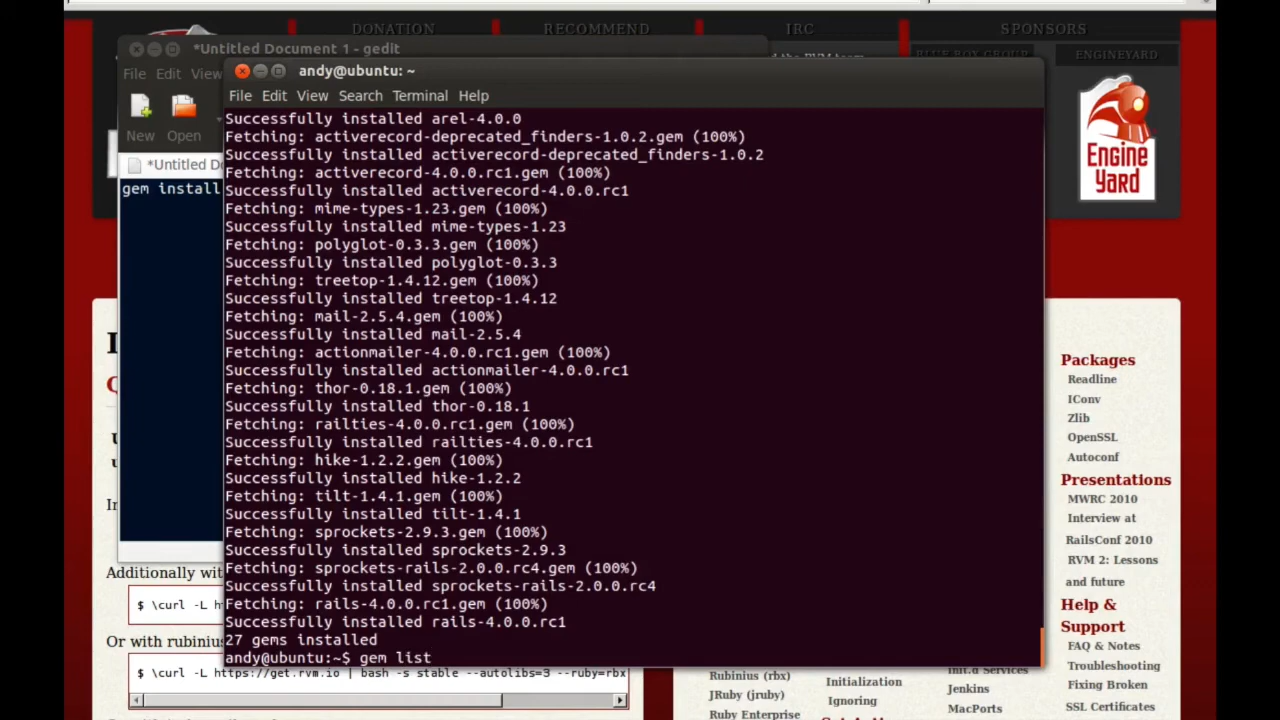 DONATION
RECOMMEND
IRC
SPONSORS
*Untitled Document 1 - gedit
BLUE BOX GROUP
ENGINEYARD
andy@ubuntu: ~
File Edit View
File Edit View Search Terminal Help
New Open
*Untitled Do
gem install
Successfully installed arel-4.0.0
Fetching: activerecord-deprecated_finders-1.0.2.gem (100%)
Successfully installed activerecord-deprecated_finders-1.0.2
Fetching: activerecord-4.0.0.rc1.gem (100%)
Successfully installed activerecord-4.0.0.rc1
Fetching: mime-types-1.23.gem (100%)
Successfully installed mime-types-1.23
Fetching: polyglot-0.3.3.gem (100%)
Successfully installed polyglot-0.3.3
Fetching: treetop-1.4.12.gem (100%)
Successfully installed treetop-1.4.12
Fetching: mail-2.5.4.gem (100%)
Successfully installed mail-2.5.4
Fetching: actionmailer-4.0.0.rc1.gem (100%)
Successfully installed actionmailer-4.0.0.rc1
Fetching: thor-0.18.1.gem (100%)
Successfully installed thor-0.18.1
Fetching: railties-4.0.0.rc1.gem (100%)
Successfully installed railties-4.0.0.rc1
Fetching: hike-1.2.2.gem (100%)
Successfully installed hike-1.2.2
Fetching: tilt-1.4.1.gem (100%)
Successfully installed tilt-1.4.1
Fetching: sprockets-2.9.3.gem (100%)
Successfully installed sprockets-2.9.3
Fetching: sprockets-rails-2.0.0.rc4.gem (100%)
Successfully installed sprockets-rails-2.0.0.rc4
Fetching: rails-4.0.0.rc1.gem (100%)
Successfully installed rails-4.0.0.rc1
27 gems installed
andy@ubuntu:~$ gem list
Engine
Yard
Additionally wit
$ \curl -L ht
Or with rubinius
$ \curl -L https://get.rvm.io | bash -s stable --autolibs=3 --ruby=rbx
Rubinius (rbx)
JRuby (jruby)
Ruby Enterprise
Initialization
Ignoring
init.d Services
Jenkins
MacPorts
Packages
Readline
IConv
Zlib
OpenSSL
Autoconf
Presentations
MWRC 2010
Interview at
RailsConf 2010
RVM 2: Lessons
and future
Help &
Support
FAQ & Notes
Troubleshooting
Fixing Broken
SSL Certificates